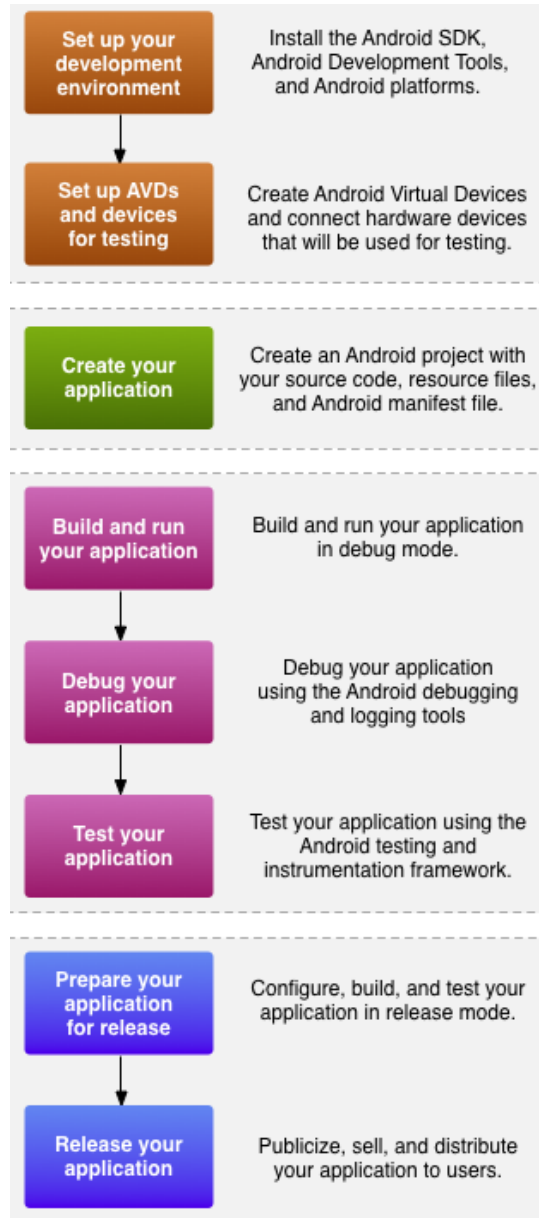 Set up your
development
environment
Install the Android SDK,
Android Development Tools,
and Android platforms.
Set up AVDs
and devices
for testing
Create Android Virtual Devices
and connect hardware devices
that will be used for testing.
Create your
application
Create an Android project with
your source code, resource files,
and Android manifest file.
Build and run
your application
Build and run your application
in debug mode.
Debug your
application
Debug your application
using the Android debugging
and logging tools
Test your
application
Test your application using the
Android testing and
instrumentation framework.
Prepare your
application
for release
Configure, build, and test your
application in release mode.
Release your
application
Publicize, sell, and distribute
your application to users.